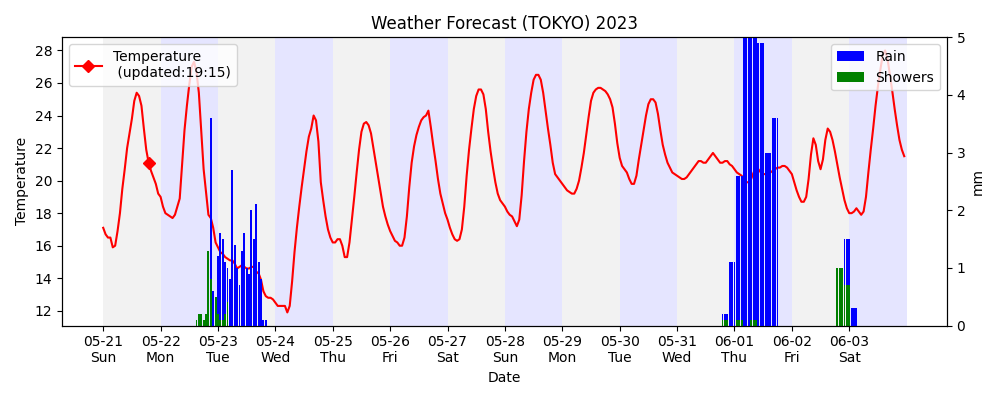 Weather Forecast (TOKYO) 2023
Temperature
(updated:19:15)
Rain
Showers
28
26
24
22
20
18
16
14
12
Temperature
5
4
3
2
1
0
mm
05-21 05-22 05-23 05-24 05-25 05-26 05-27 05-28 05-29 05-30 05-31 06-01 06-02 06-03
Sun Mon Tue Wed Thu Fri Sat Sun Mon Tue Wed Thu Fri Sat
Date